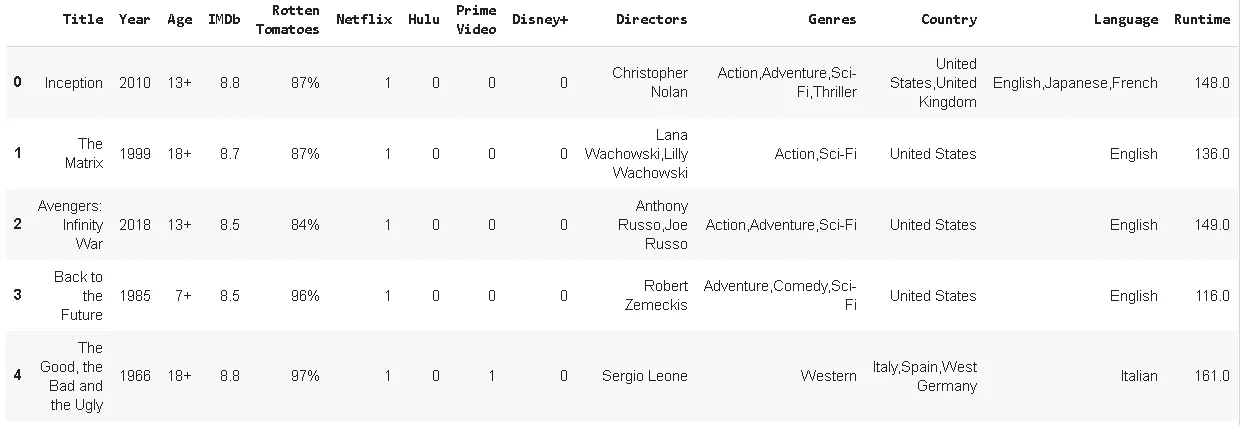 Title Year Age IMDb Rotten Tomatoes Netflix Hulu Prime Video Disney+ Directors Genres Country Language Runtime
0 Inception 2010 13+ 8.8 87% 1 0 0 0 Christopher Nolan Action,Adventure,Sci-Fi,Thriller United States,United Kingdom English,Japanese,French 148.0
1 The Matrix 1999 18+ 8.7 87% 1 0 0 0 Lana Wachowski,Lilly Wachowski Action,Sci-Fi United States English 136.0
2 Avengers: Infinity War 2018 13+ 8.5 84% 1 0 0 0 Anthony Russo,Joe Russo Action,Adventure,Sci-Fi United States English 149.0
3 Back to the Future 1985 7+ 8.5 96% 1 0 0 0 Robert Zemeckis Adventure,Comedy,Sci-Fi United States English 116.0
4 The Good, the Bad and the Ugly 1966 18+ 8.8 97% 1 0 1 0 Sergio Leone Western Italy,Spain,West Germany Italian 161.0